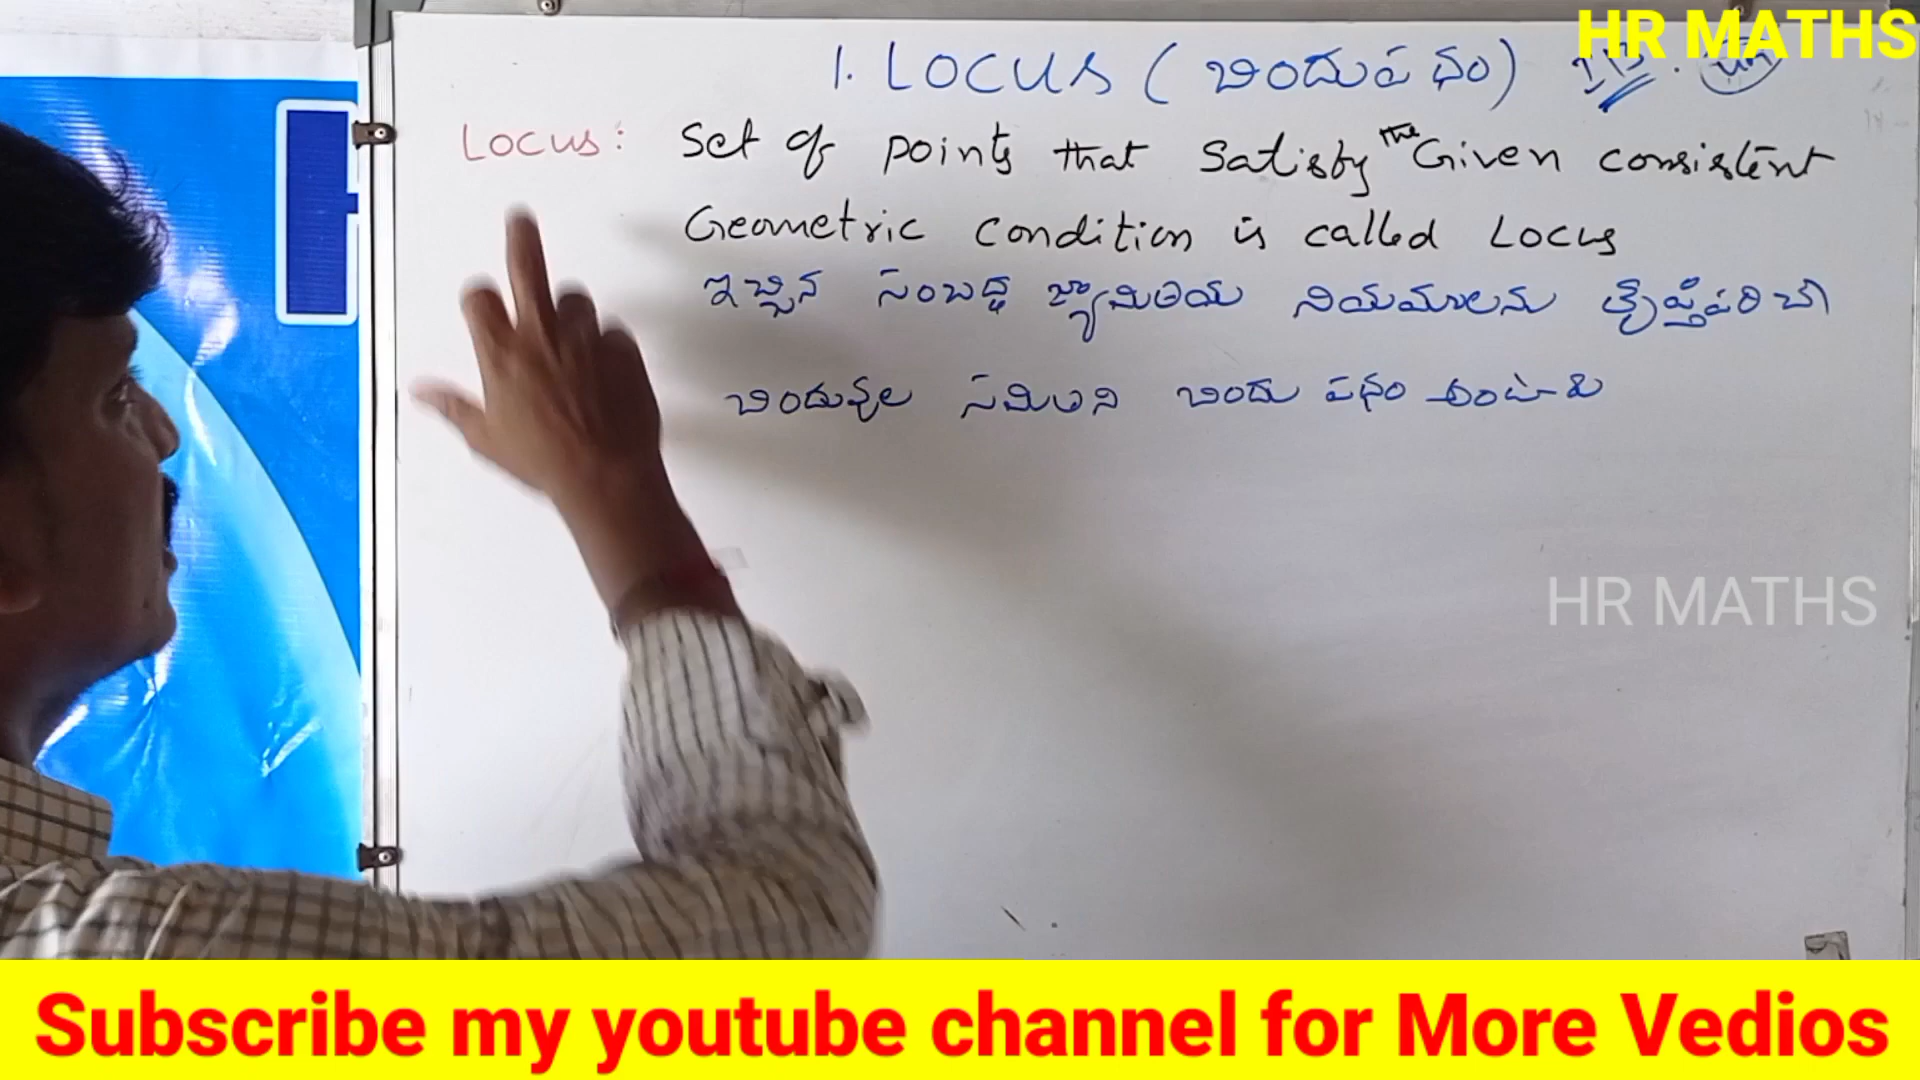 HR MATHS
1. LOCUS (బిందుపథం) IIB
Locus: Set of points that Satisfy the Given consistent
Geometric condition is called Locus
ఇచ్చిన సంబద్ధ జ్యామితియ నియమాలను తృప్తిపరిచే
బిందువుల సమితిని బిందు పథం అంటారు
HR MATHS
Subscribe my youtube channel for More Vedios